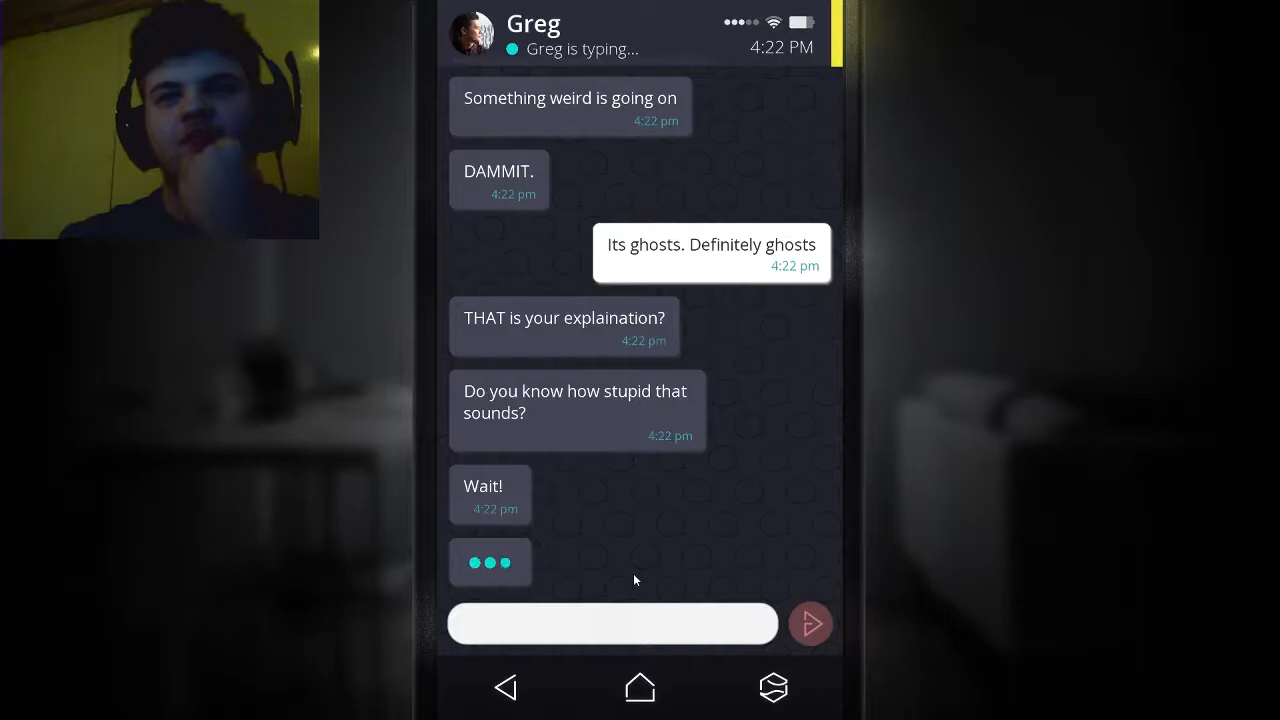 Greg
Greg is typing...
4:22 PM
Something weird is going on
4:22 pm
DAMMIT.
4:22 pm
Its ghosts. Definitely ghosts
4:22 pm
THAT is your explaination?
4:22 pm
Do you know how stupid that
sounds?
4:22 pm
Wait!
4:22 pm